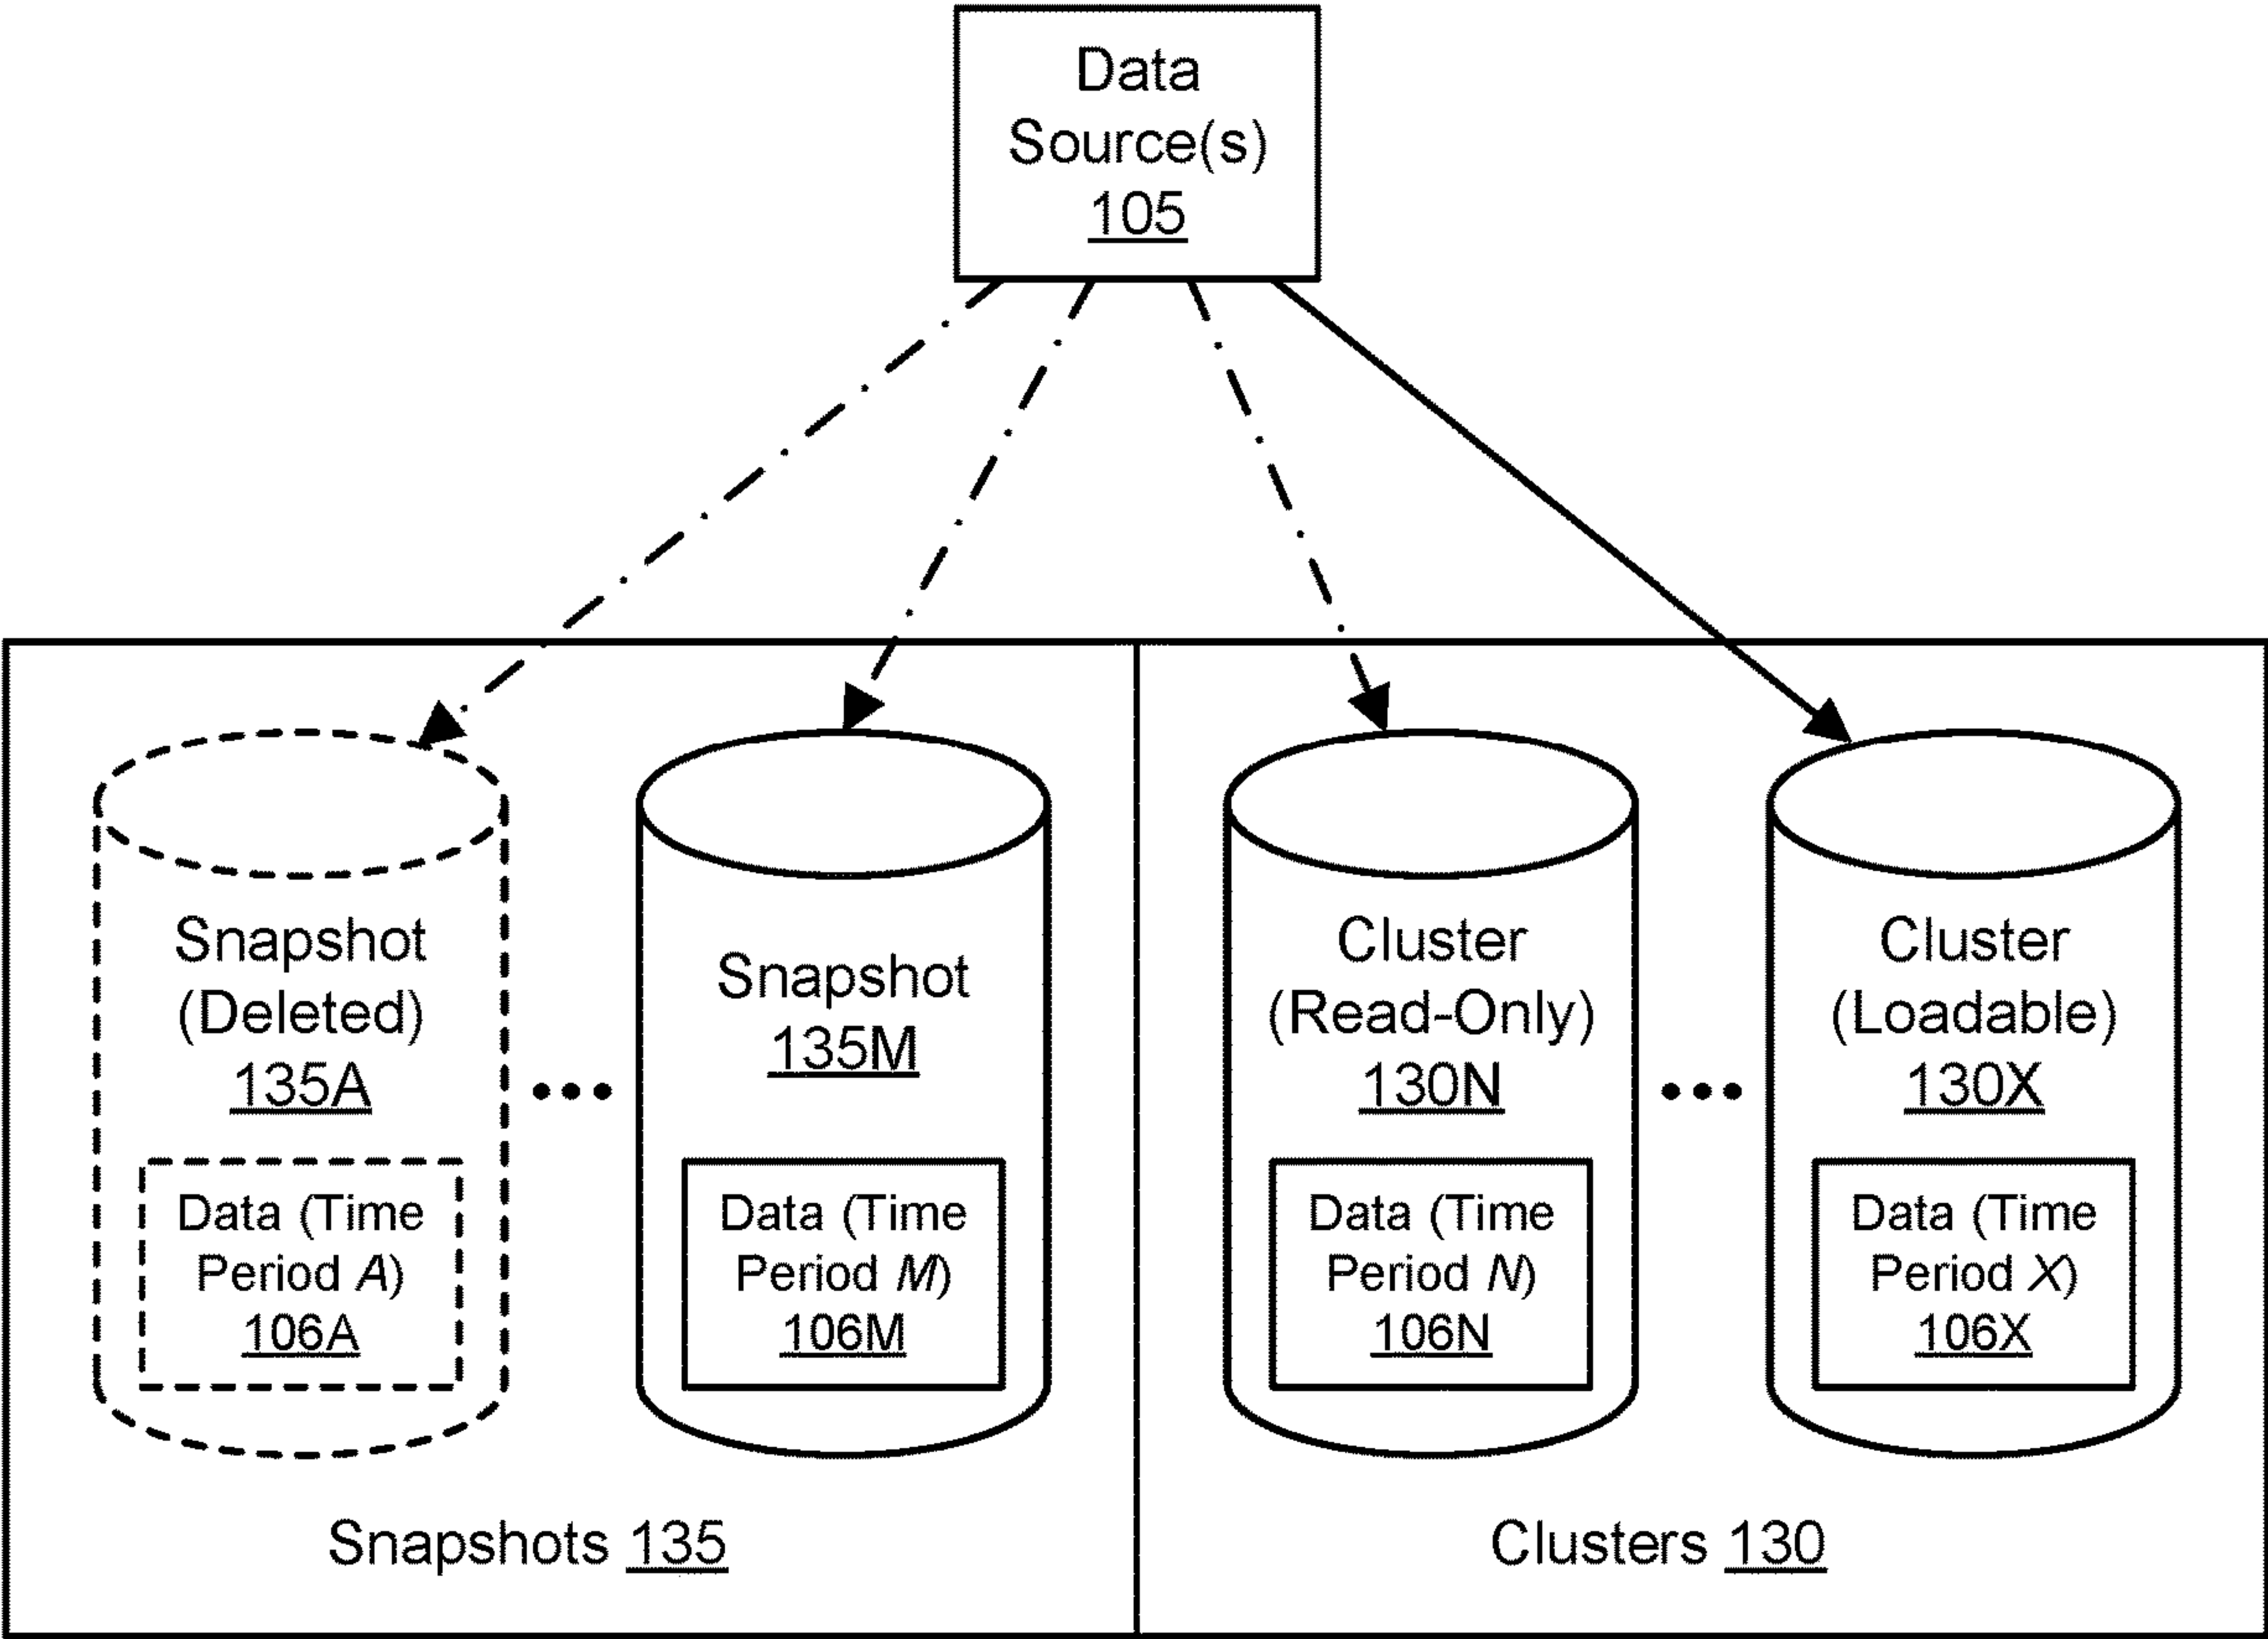 Data
Source(s)
105
Snapshot
(Deleted)
135A
Data (Time
Period A)
106A
Snapshot
135M
Data (Time
Period M)
106M
Cluster
(Read-Only)
130N
Data (Time
Period N)
106N
Cluster
(Loadable)
130X
Data (Time
Period X)
106X
Snapshots 135
Clusters 130